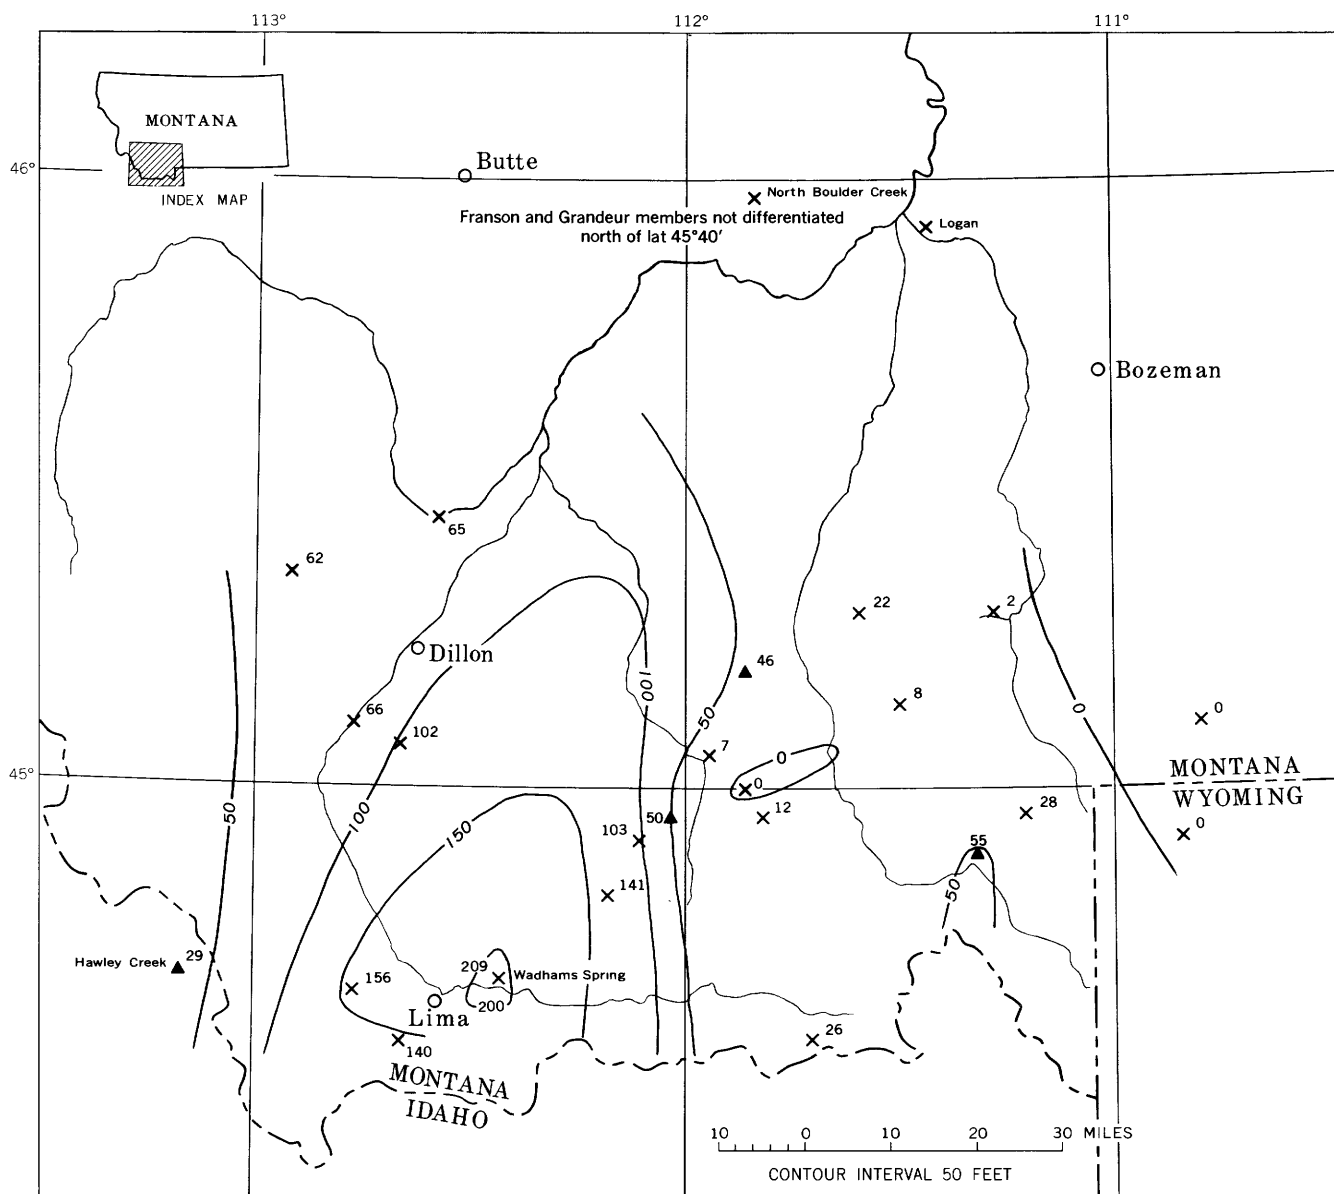 113°
112°
111°
MONTANA
INDEX MAP
46°
Butte
North Boulder Creek
Franson and Grandeur members not differentiated
north of lat 45°40′
Logan
Bozeman
65
62
22
2
Dillon
46
100
66
102
50
8
0
0
7
0
0
45°
MONTANA
WYOMING
50
100
150
103
50
12
28
0
55
141
50
Hawley Creek
29
209
Wadhams Spring
156
200
Lima
26
140
MONTANA
IDAHO
10 0 10 20 30 MILES
CONTOUR INTERVAL 50 FEET